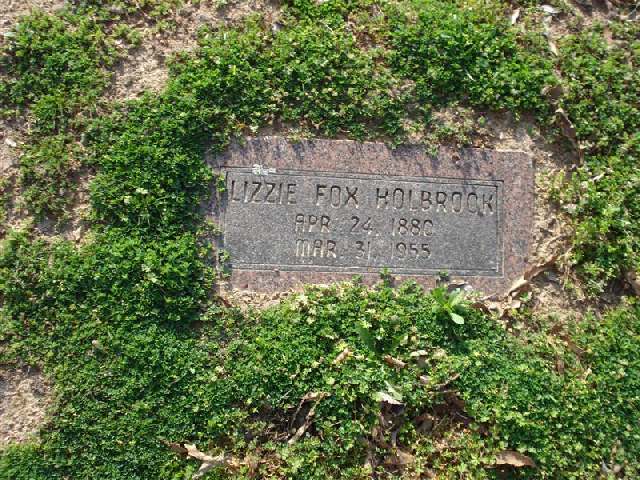 LIZZIE FOX HOLBROOK
APR. 24, 1880
MAR. 31, 1955